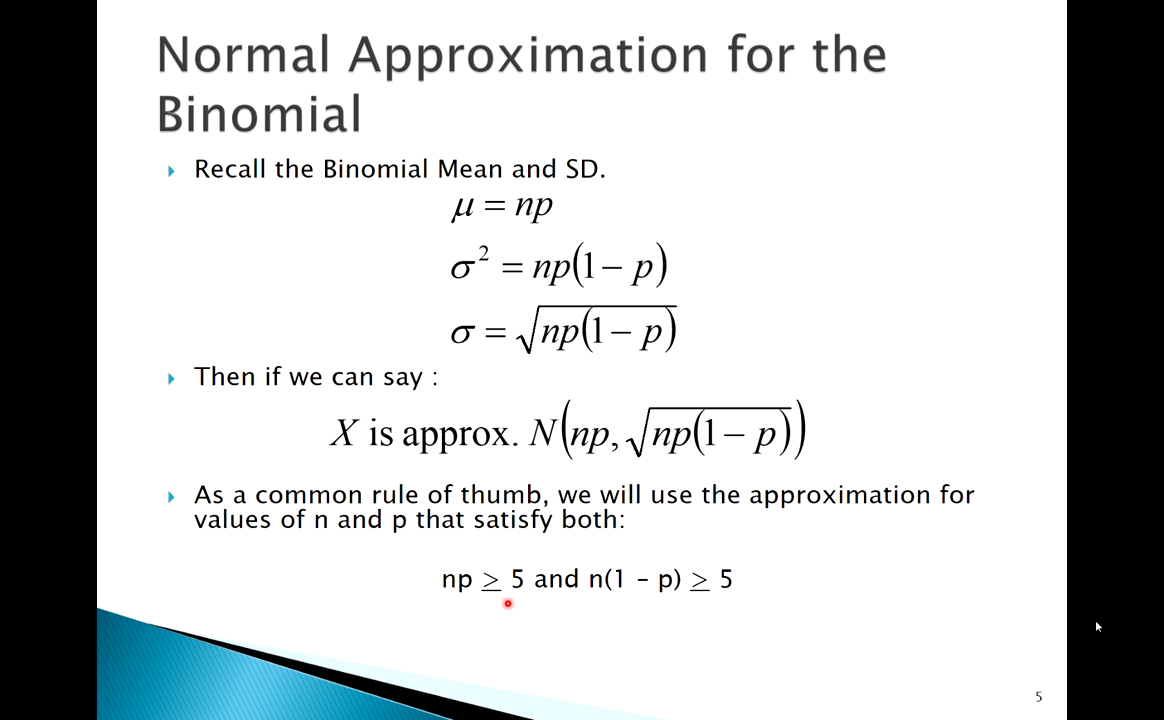 Normal Approximation for the
Binomial
Recall the Binomial Mean and SD.
μ = np
σ² = np(1 − p)
σ = √np(1 − p)
Then if we can say :
X is approx. N(np, √np(1 − p))
As a common rule of thumb, we will use the approximation for
values of n and p that satisfy both:
np ≥ 5 and n(1 - p) ≥ 5
5